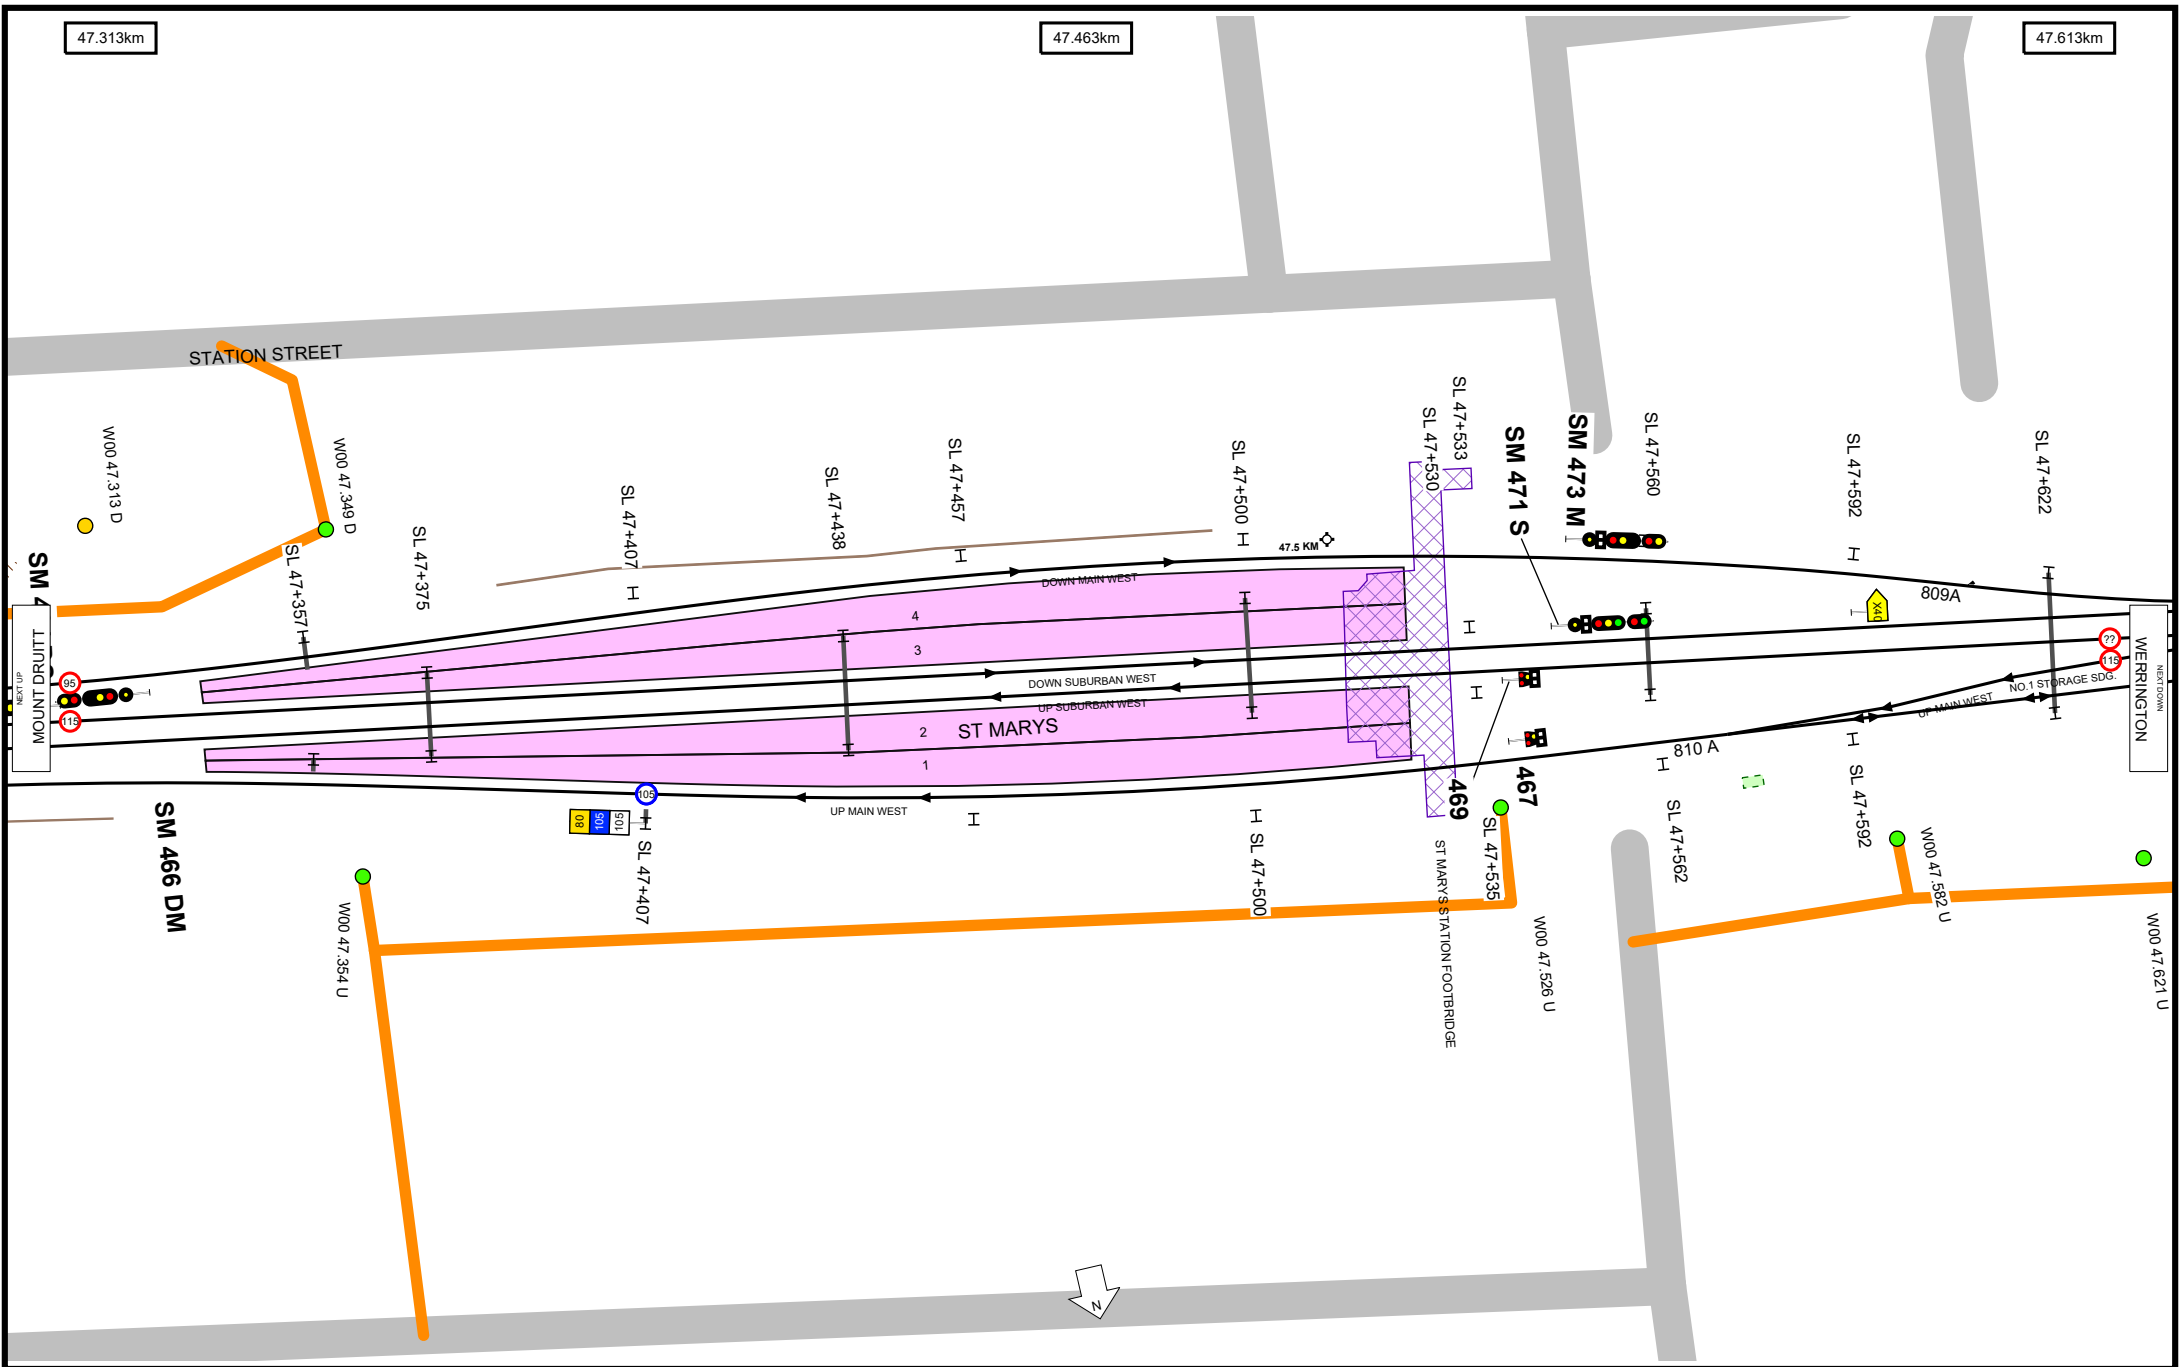 47.313km
47.463km
47.613km
STATION STREET
W00 47.313 D
W00 47.349 D
SL 47+357
SL 47+375
SL 47+407
SL 47+438
SL 47+457
SL 47+500
47.5 KM
SL 47+530
SL 47+533
SM 471 S
SM 473 M
SL 47+560
SL 47+592
SL 47+622
SM 4
NEXT UP
MOUNT DRUITT
95
115
DOWN MAIN WEST
4
3
DOWN SUBURBAN WEST
UP SUBURBAN WEST
2
ST MARYS
1
UP MAIN WEST
X40
809A
??
115
WERRINGTON
NEXT DOWN
NO.1 STORAGE SDG.
UP MAIN WEST
810 A
SM 466 DM
80
105
105
105
SL 47+407
SL 47+500
469
467
SL 47+535
SL 47+562
SL 47+592
W00 47.354 U
ST MARYS STATION FOOTBRIDGE
W00 47.526 U
W00 47.582 U
W00 47.621 U
N